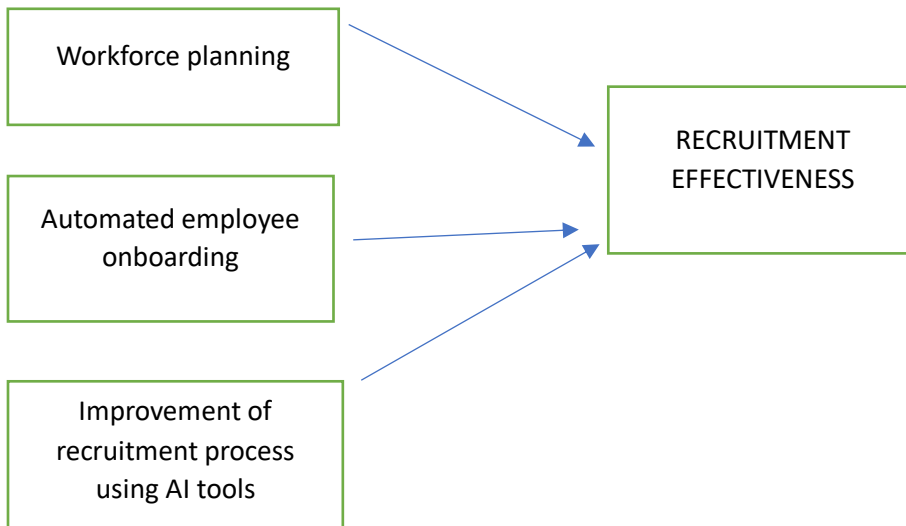 Workforce planning
RECRUITMENT
EFFECTIVENESS
Automated employee
onboarding
Improvement of
recruitment process
using AI tools